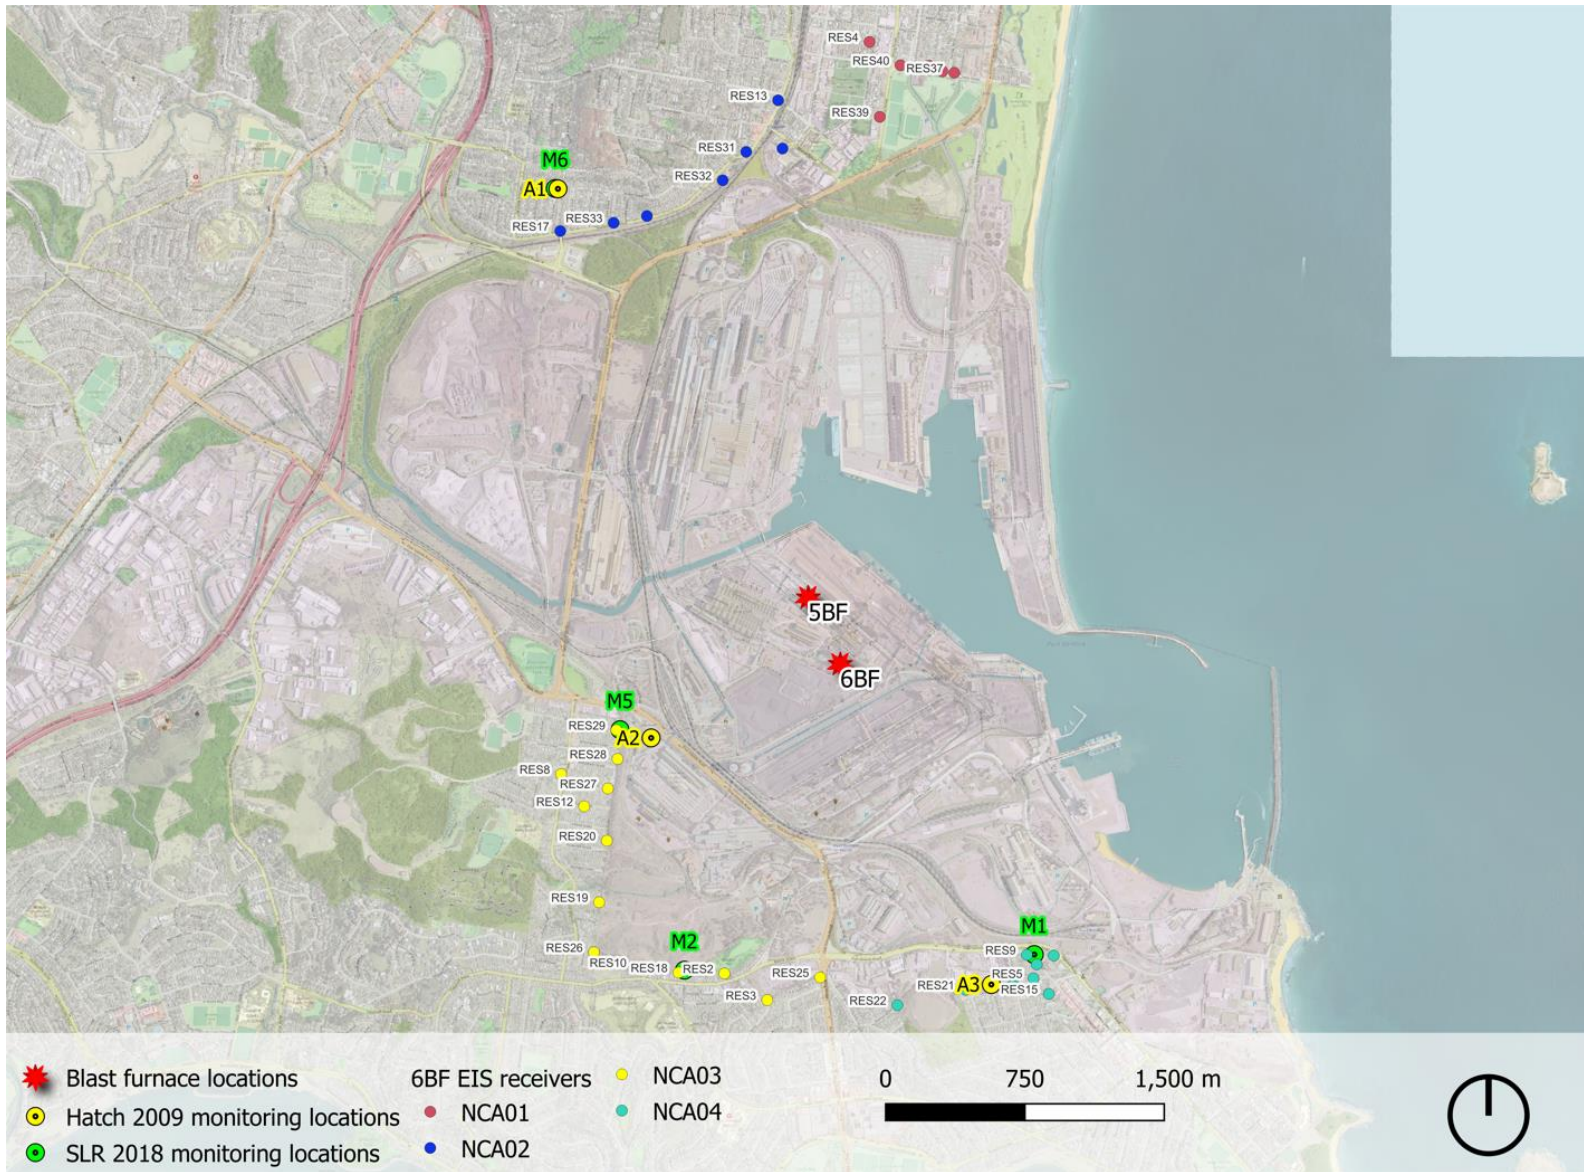 RES4
RES40
RES37
RES13
RES39
RES31
M6
RES32
A1
RES33
RES17
5BF
6BF
M5
RES29
A2
RES28
RES8
RES27
RES12
RES20
RES19
M1
M2
RES26
RES9
RES10
RES18
RES2
RES25
RES5
RES21
A3
RES15
RES3
RES22
Blast furnace locations
Hatch 2009 monitoring locations
SLR 2018 monitoring locations
6BF EIS receivers
NCA01
NCA02
NCA03
NCA04
0 750 1,500 m